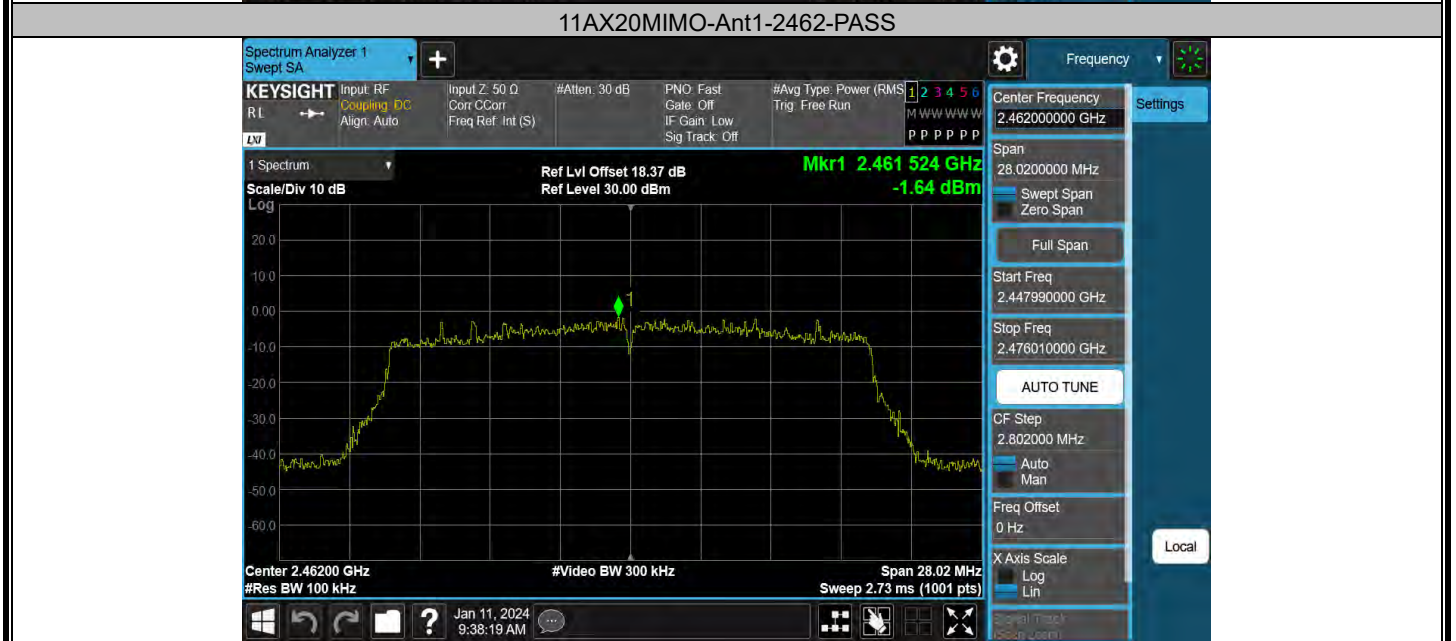 11AX20MIMO-Ant1-2462-PASS
Spectrum Analyzer 1
Swept SA
+
Frequency
KEYSIGHT
RL
LXI
Input: RF
Coupling: DC
Align: Auto
Input Z: 50 Ω
Corr CCorr
Freq Ref: Int (S)
#Atten: 30 dB
PNO: Fast
Gate: Off
IF Gain: Low
Sig Track: Off
#Avg Type: Power (RMS
Trig: Free Run
1 2 3 4 5 6
M W W W W W
P P P P P P
Center Frequency
2.462000000 GHz
Settings
1 Spectrum
Scale/Div 10 dB
Log
Ref Lvl Offset 18.37 dB
Ref Level 30.00 dBm
Mkr1 2.461 524 GHz
-1.64 dBm
Span
28.0200000 MHz
Swept Span
Zero Span
Full Span
Start Freq
2.447990000 GHz
Stop Freq
2.476010000 GHz
AUTO TUNE
CF Step
2.802000 MHz
Auto
Man
Freq Offset
0 Hz
X Axis Scale
Log
Lin
Signal Track
(Span Zoom)
Local
20.0
10.0
0.00
-10.0
-20.0
-30.0
-40.0
-50.0
-60.0
1
Center 2.46200 GHz
#Res BW 100 kHz
#Video BW 300 kHz
Span 28.02 MHz
Sweep 2.73 ms (1001 pts)
?
Jan 11, 2024
9:38:19 AM